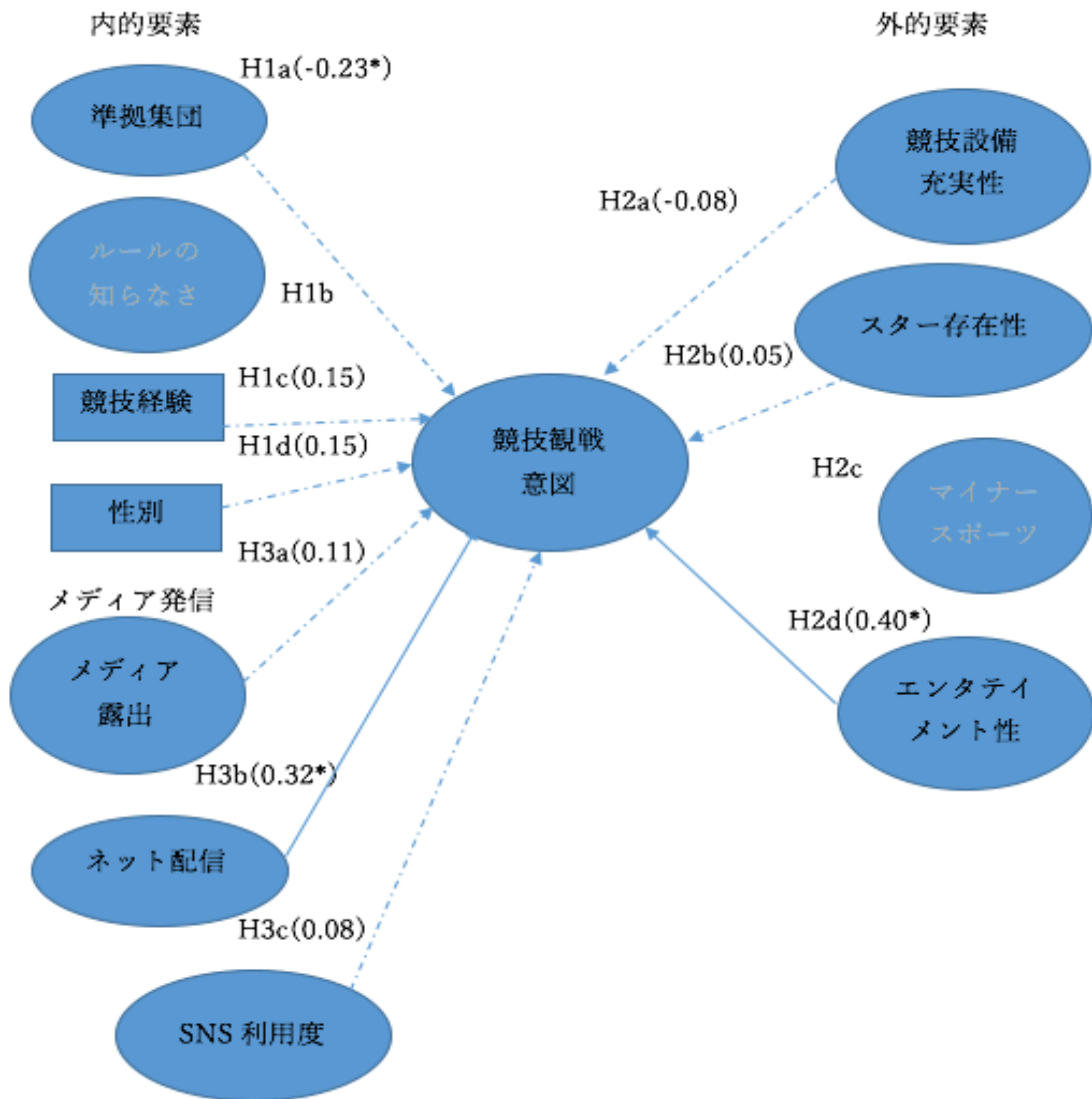 内的要素
外的要素
H1a(-0.23*)
準拠集団
競技設備
充実性
H2a(-0.08)
ルールの
知らなさ
H1b
スター存在性
H2b(0.05)
H1c(0.15)
競技経験
競技観戦
意図
H1d(0.15)
H2c
マイナー
スポーツ
性別
H3a(0.11)
メディア発信
H2d(0.40*)
メディア
露出
エンタテイ
メント性
H3b(0.32*)
ネット配信
H3c(0.08)
SNS 利用度